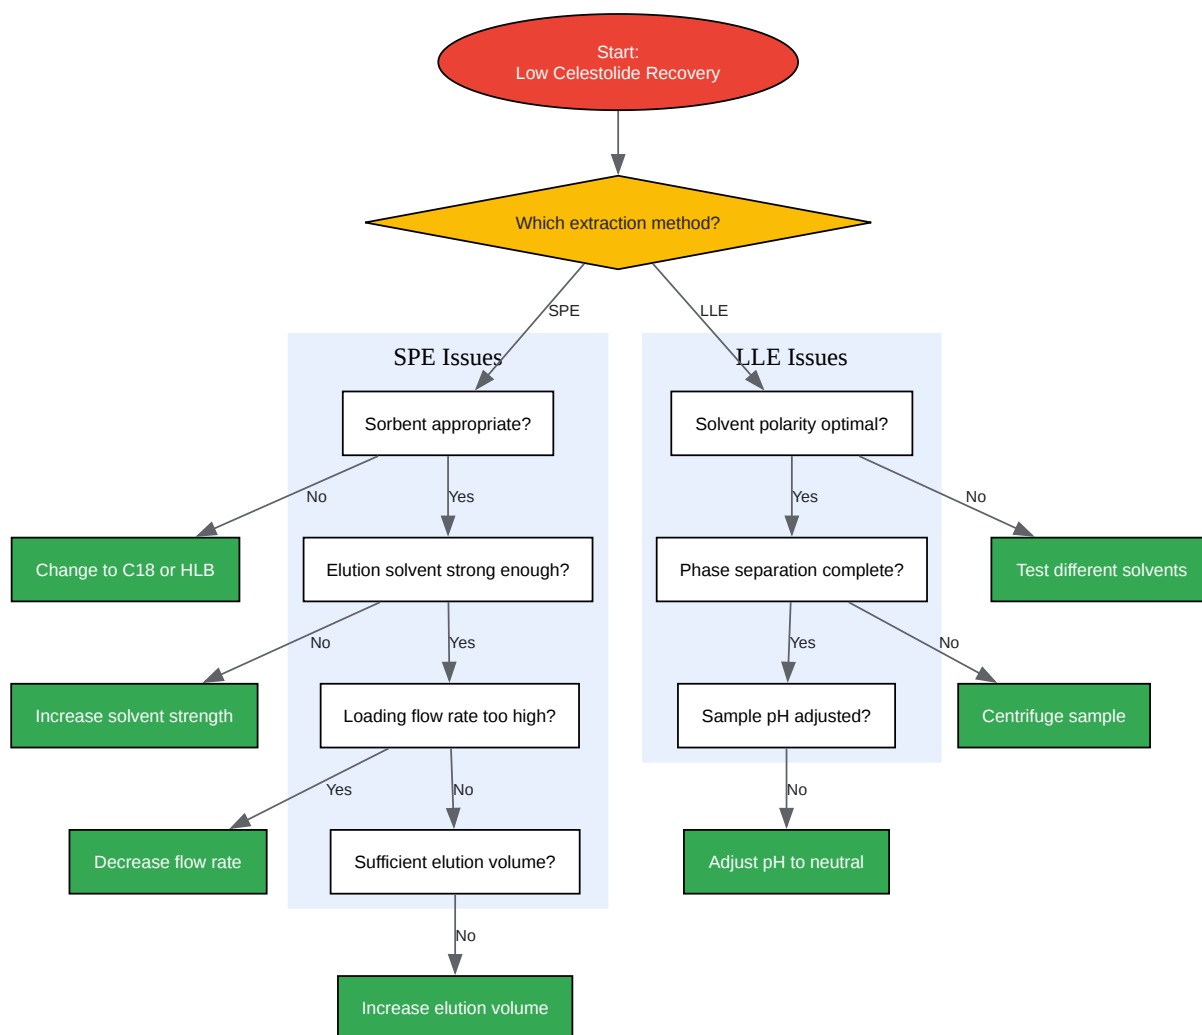 Start:
Low Celestolide Recovery
Which extraction method?
SPE
LLE
SPE Issues
LLE Issues
Sorbent appropriate?
Solvent polarity optimal?
No
Yes
Yes
No
Change to C18 or HLB
Elution solvent strong enough?
Phase separation complete?
Test different solvents
No
Yes
Yes
No
Increase solvent strength
Loading flow rate too high?
Sample pH adjusted?
Centrifuge sample
Yes
No
No
Decrease flow rate
Sufficient elution volume?
Adjust pH to neutral
No
Increase elution volume